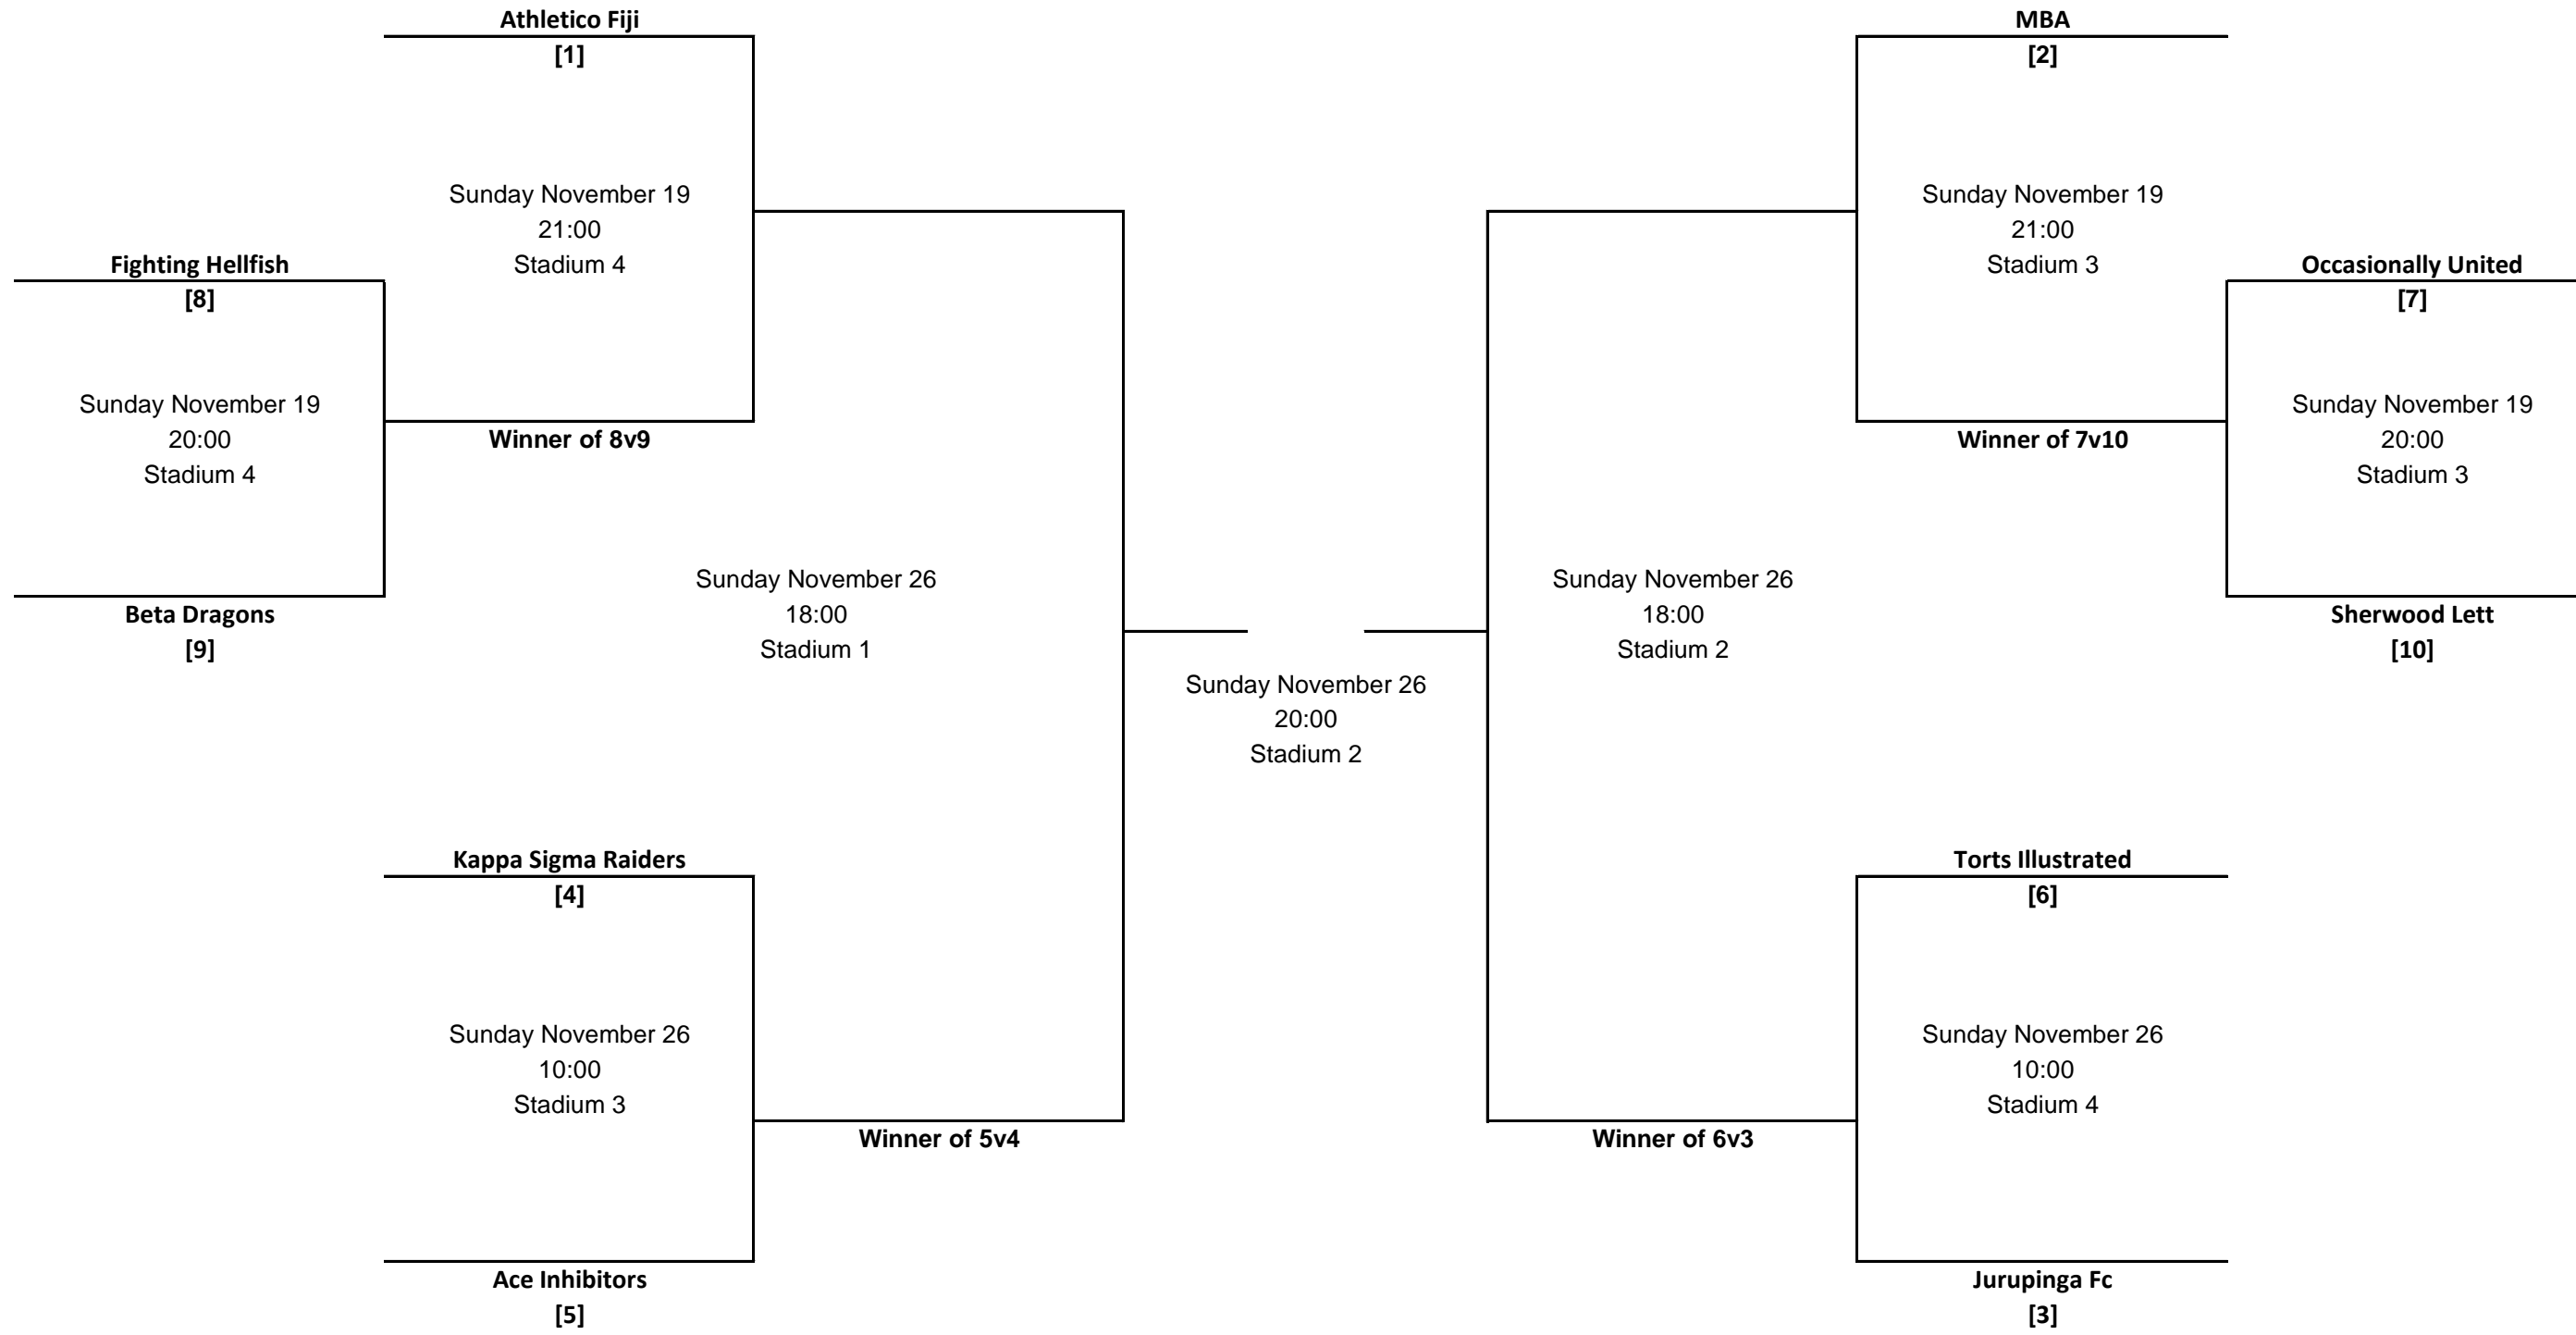 Athletico Fiji
[1]
MBA
[2]
Sunday November 19
21:00
Stadium 4
Sunday November 19
21:00
Stadium 3
Fighting Hellfish
[8]
Occasionally United
[7]
Sunday November 19
20:00
Stadium 4
Winner of 8v9
Winner of 7v10
Sunday November 19
20:00
Stadium 3
Beta Dragons
[9]
Sunday November 26
18:00
Stadium 1
Sunday November 26
18:00
Stadium 2
Sherwood Lett
[10]
Sunday November 26
20:00
Stadium 2
Kappa Sigma Raiders
[4]
Torts Illustrated
[6]
Sunday November 26
10:00
Stadium 3
Sunday November 26
10:00
Stadium 4
Winner of 5v4
Winner of 6v3
Ace Inhibitors
[5]
Jurupinga Fc
[3]